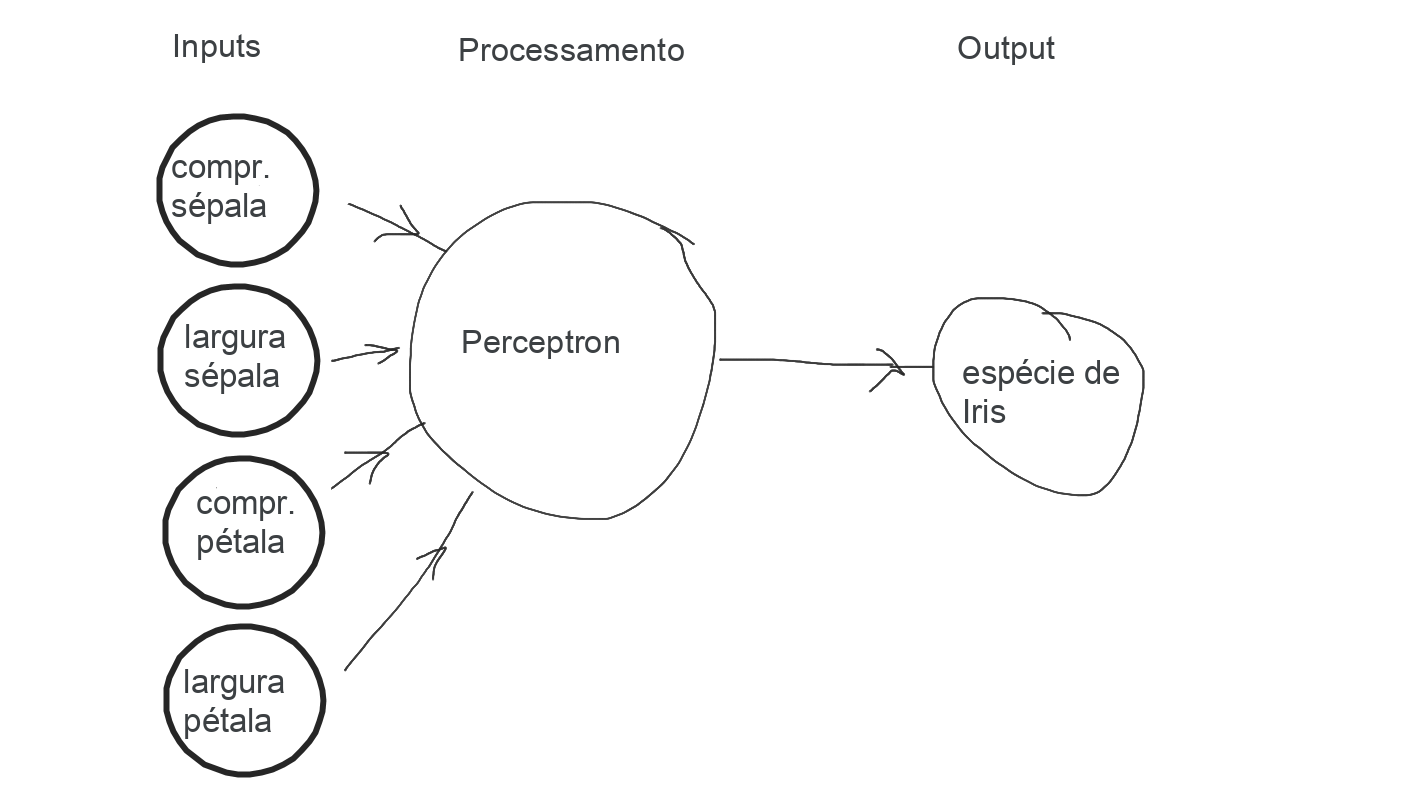 Inputs
Processamento
Output
compr.
sépala
largura
sépala
compr.
pétala
largura
pétala
Perceptron
espécie de
Iris